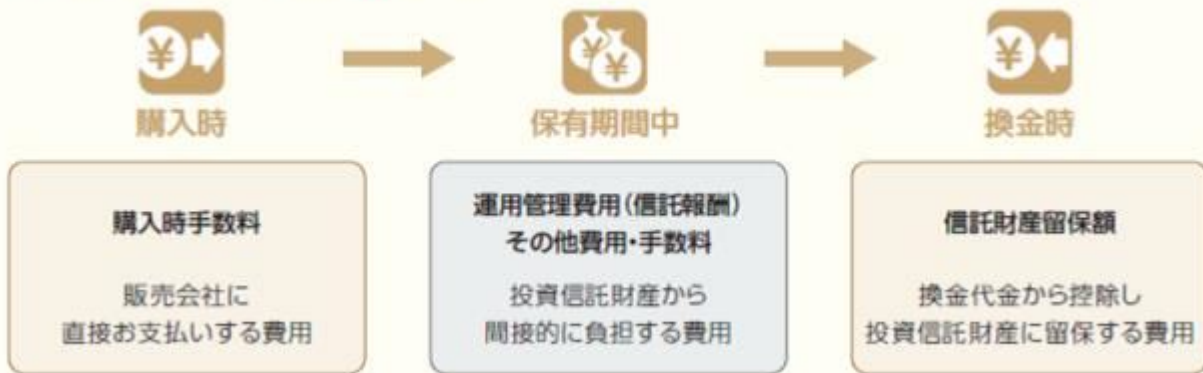 ¥
¥
¥
¥
購入時
保有期間中
換金時
購入時手数料
販売会社に
直接お支払いする費用
運用管理費用(信託報酬)
その他費用・手数料
投資信託財産から
間接的に負担する費用
信託財産留保額
換金代金から控除し
投資信託財産に留保する費用